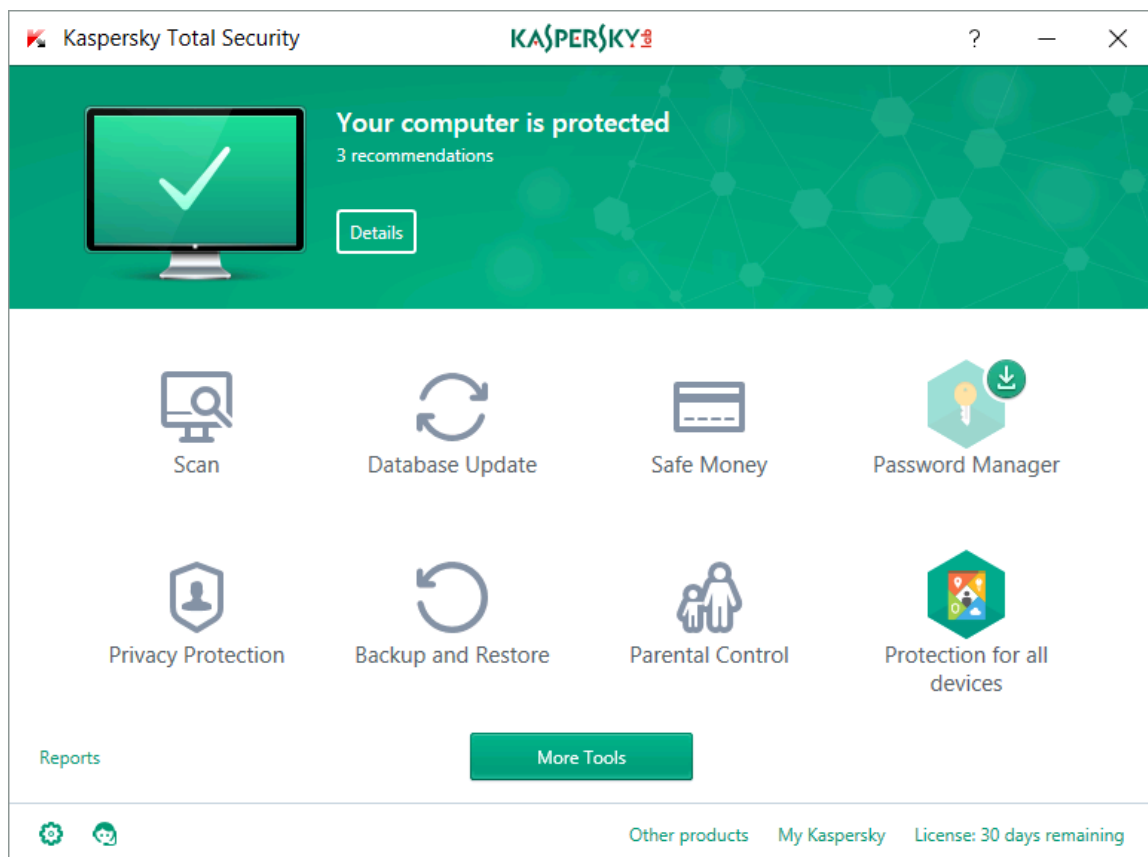 Kaspersky Total Security
KASPERSKY lab
?
Your computer is protected
3 recommendations
Details
Scan
Database Update
Safe Money
Password Manager
Privacy Protection
Backup and Restore
Parental Control
Protection for all
devices
Reports
More Tools
Other products
My Kaspersky
License: 30 days remaining